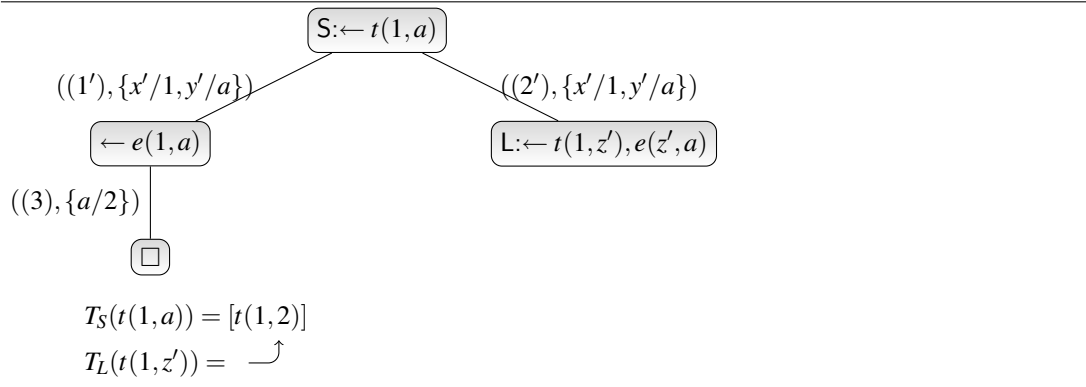 S:← t(1,a)
((1′),{x′/1,y′/a})
((2′),{x′/1,y′/a})
← e(1,a)
L:← t(1,z′),e(z′,a)
((3),{a/2})
□
T_S(t(1,a)) = [t(1,2)]
T_L(t(1,z′)) =